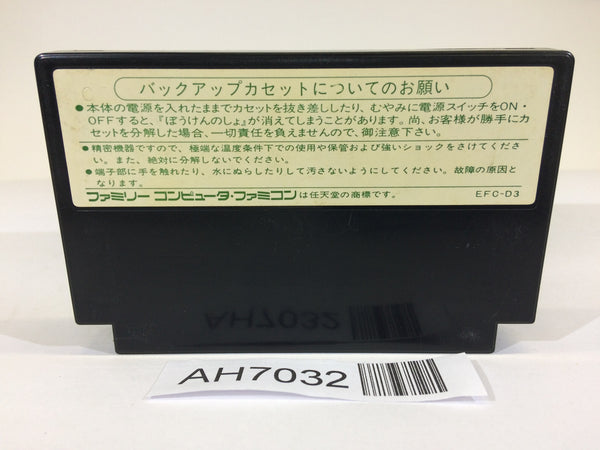 バックアップカセットについてのお願い
●本体の電源を入れたままでカセットを抜き差ししたり、むやみに電源スイッチをON・
OFFすると、『ぼうけんのしょ』が消えてしまうことがあります。尚、お客様が勝手にカ
セットを分解した場合、一切責任を負えませんので、御注意下さい。
●精密機器ですので、極端な温度条件下での使用や保管および強いショックをさけてくださ
い。また、絶対に分解しないでください。
●端子部に手を触れたり、水にぬらしたりして汚さないようにしてください。故障の原因と
なります。
ファミリーコンピュータ・ファミコンは任天堂の商標です。 EFC-D3
AH7032
AH7032